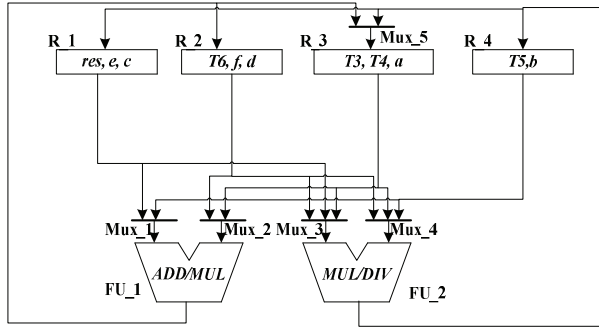 Mux_5
R_1
R_2
R_3
R_4
res, e, c
T6, f, d
T3, T4, a
T5,b
Mux_1
Mux_2
Mux_3
Mux_4
ADD/MUL
MUL/DIV
FU_1
FU_2